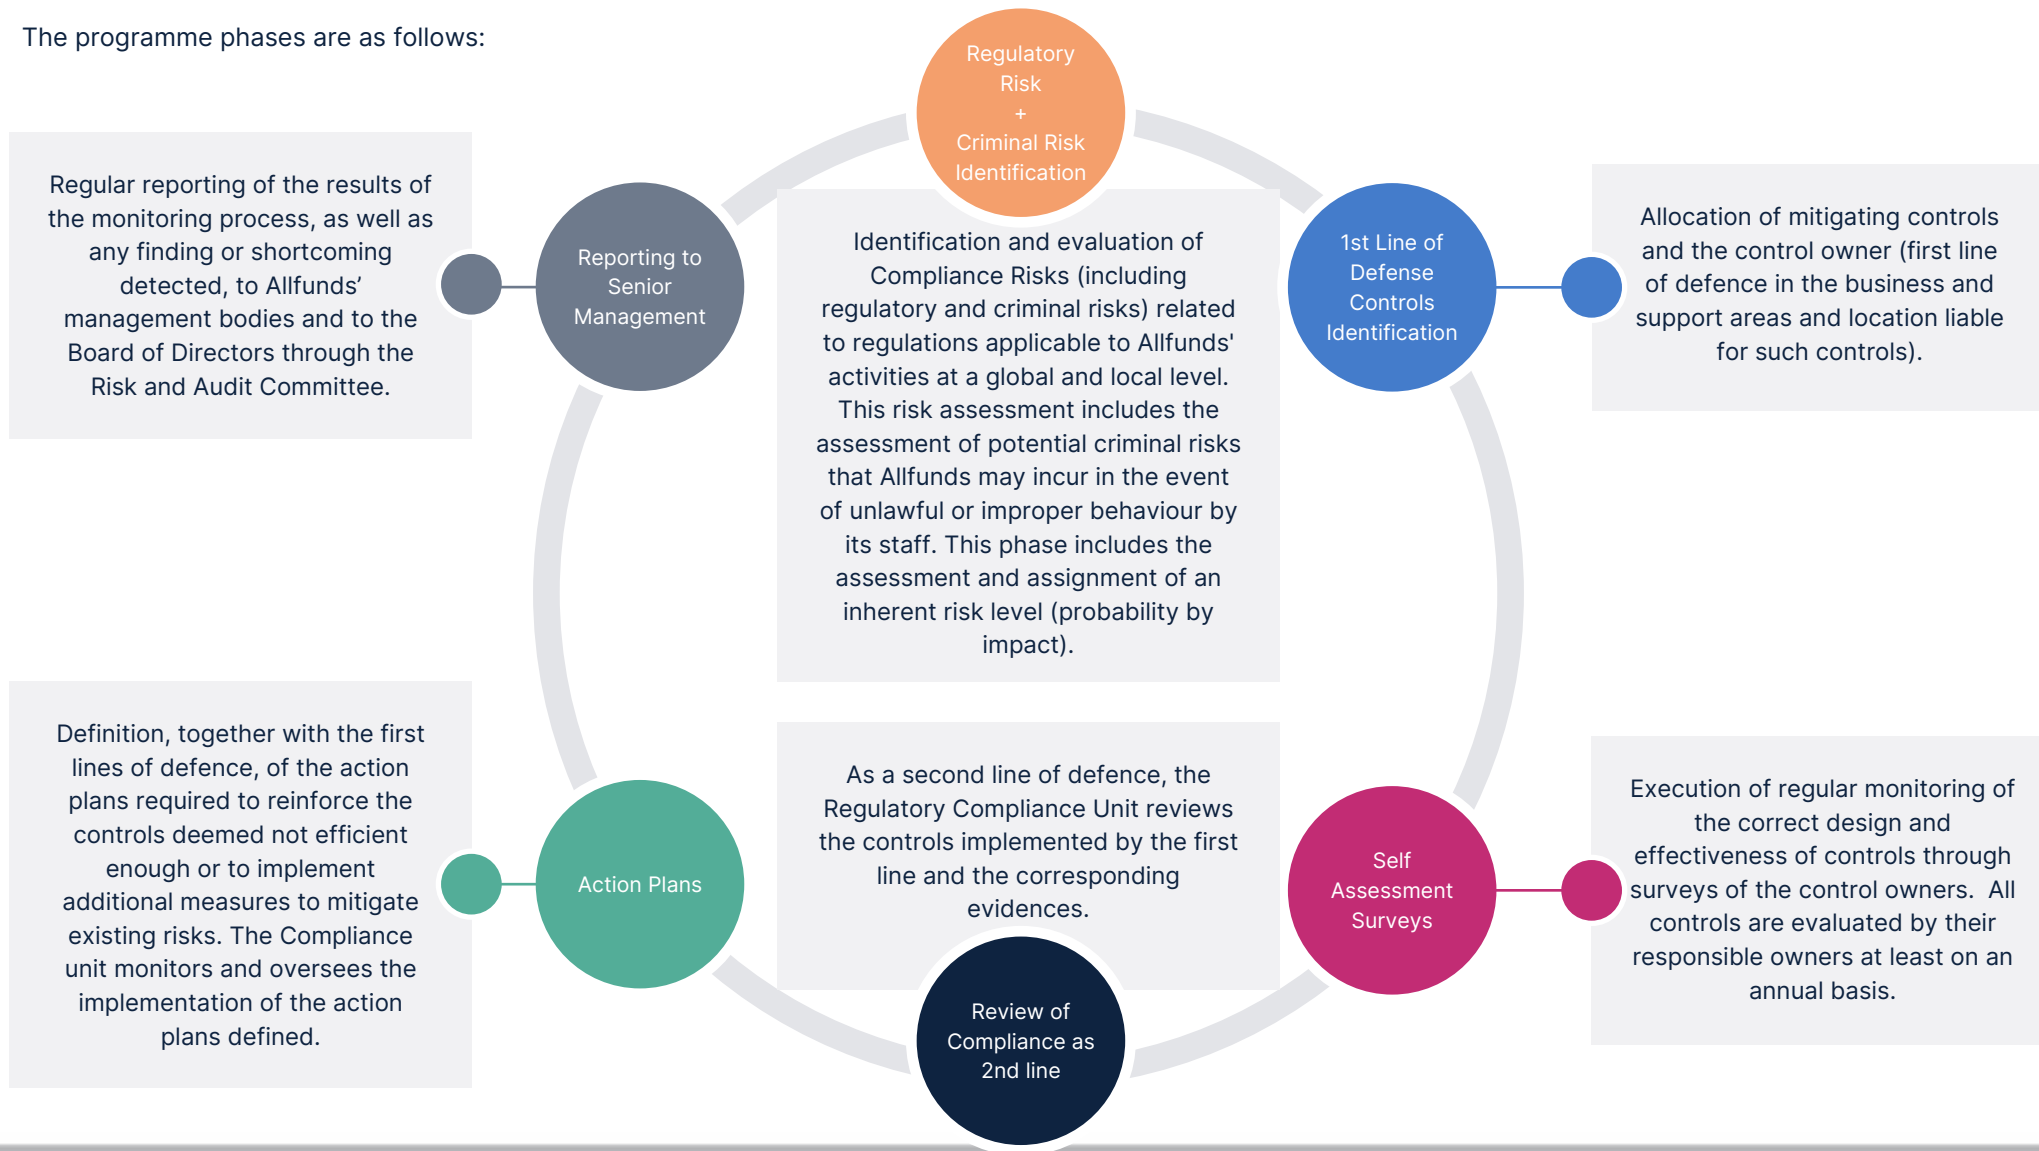 The programme phases are as follows:
Regulatory
Risk
+
Criminal Risk
Identification
Identification and evaluation of
Compliance Risks (including
regulatory and criminal risks) related
to regulations applicable to Allfunds'
activities at a global and local level.
This risk assessment includes the
assessment of potential criminal risks
that Allfunds may incur in the event
of unlawful or improper behaviour by
its staff. This phase includes the
assessment and assignment of an
inherent risk level (probability by
impact).
1st Line of
Defense
Controls
Identification
Allocation of mitigating controls
and the control owner (first line
of defence in the business and
support areas and location liable
for such controls).
Self
Assessment
Surveys
Execution of regular monitoring of
the correct design and
effectiveness of controls through
surveys of the control owners.  All
controls are evaluated by their
responsible owners at least on an
annual basis.
As a second line of defence, the
Regulatory Compliance Unit reviews
the controls implemented by the first
line and the corresponding
evidences.
Review of
Compliance as
2nd line
Action Plans
Definition, together with the first
lines of defence, of the action
plans required to reinforce the
controls deemed not efficient
enough or to implement
additional measures to mitigate
existing risks. The Compliance
unit monitors and oversees the
implementation of the action
plans defined.
Reporting to
Senior
Management
Regular reporting of the results of
the monitoring process, as well as
any finding or shortcoming
detected, to Allfunds’
management bodies and to the
Board of Directors through the
Risk and Audit Committee.